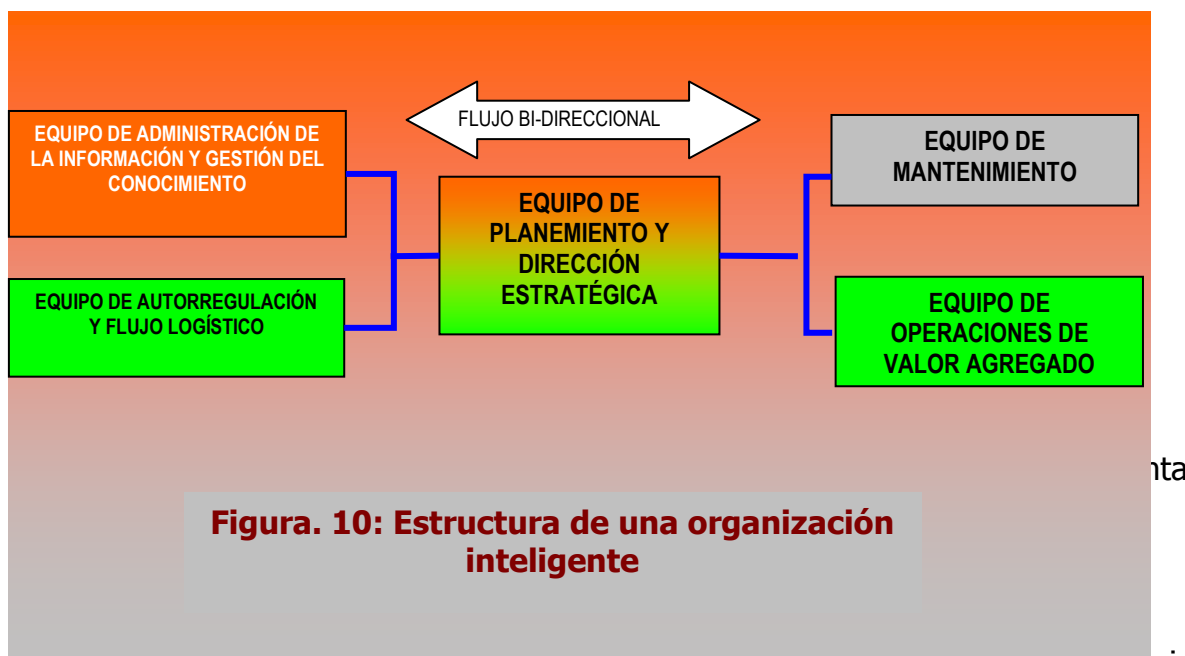 FLUJO BI-DIRECCIONAL
EQUIPO DE ADMINISTRACIÓN DE
LA INFORMACIÓN Y GESTIÓN DEL
CONOCIMIENTO
EQUIPO DE AUTORREGULACIÓN
Y FLUJO LOGÍSTICO
EQUIPO DE
PLANEMIENTO Y
DIRECCIÓN
ESTRATÉGICA
EQUIPO DE
MANTENIMIENTO
EQUIPO DE
OPERACIONES DE
VALOR AGREGADO
Figura. 10: Estructura de una organización
inteligente
.